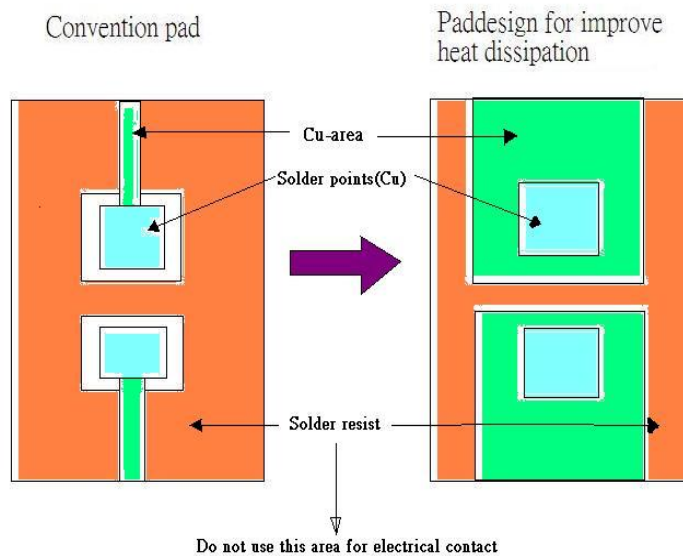 Convention pad
Paddesign for improve
heat dissipation
Cu-area
Solder points(Cu)
Solder resist
Do not use this area for electrical contact